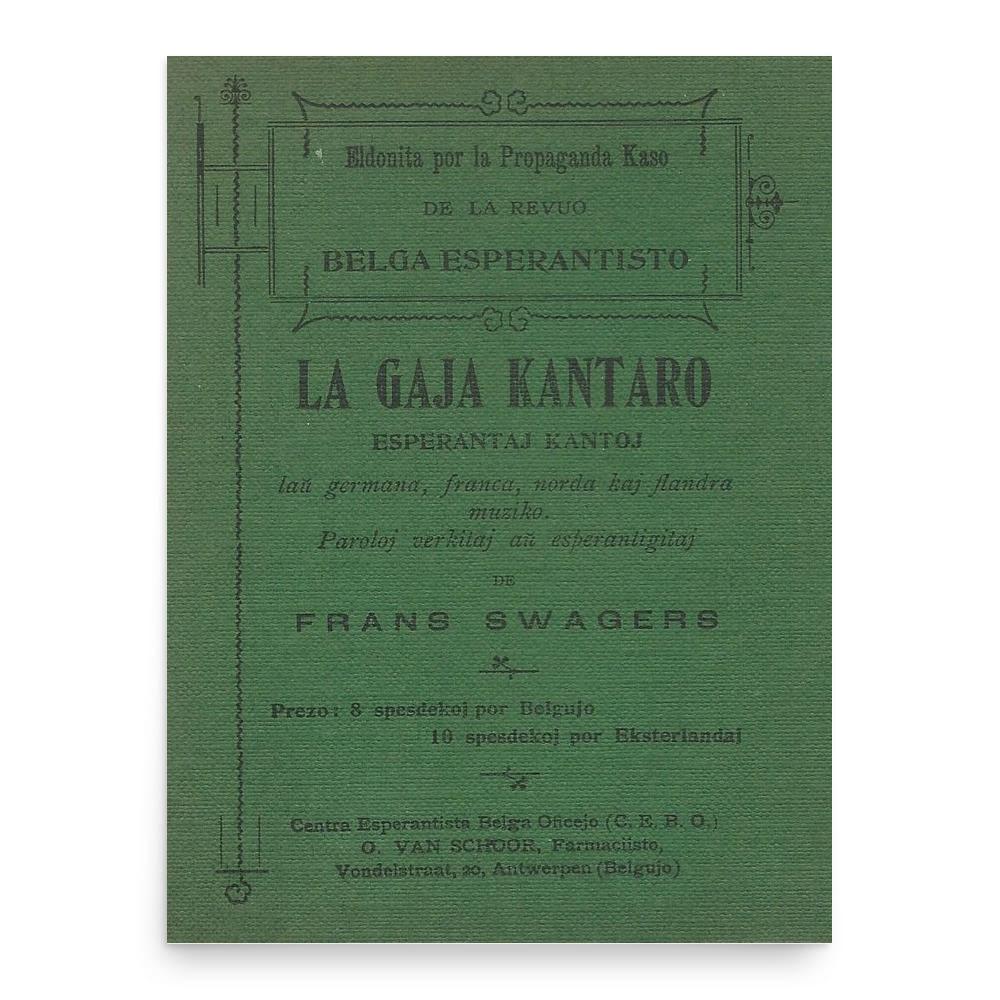 Eldonita por la Propaganda Kaso
DE LA REVUO
BELGA ESPERANTISTO
LA GAJA KANTARO
ESPERANTAJ KANTOJ
laŭ germana, franca, norda kaj flandra
muziko.
Paroloj verkitaj aŭ esperantigitaj
DE
FRANS SWAGERS
Prezo: 8 spesdekoj por Belgujo
10 spesdekoj por Eksterlandaj
Centra Esperantista Belga Oficejo (C. E. B. O.)
O. VAN SCHOOR, Farmaciisto,
Vondelstraat, 20, Antwerpen (Belgujo)